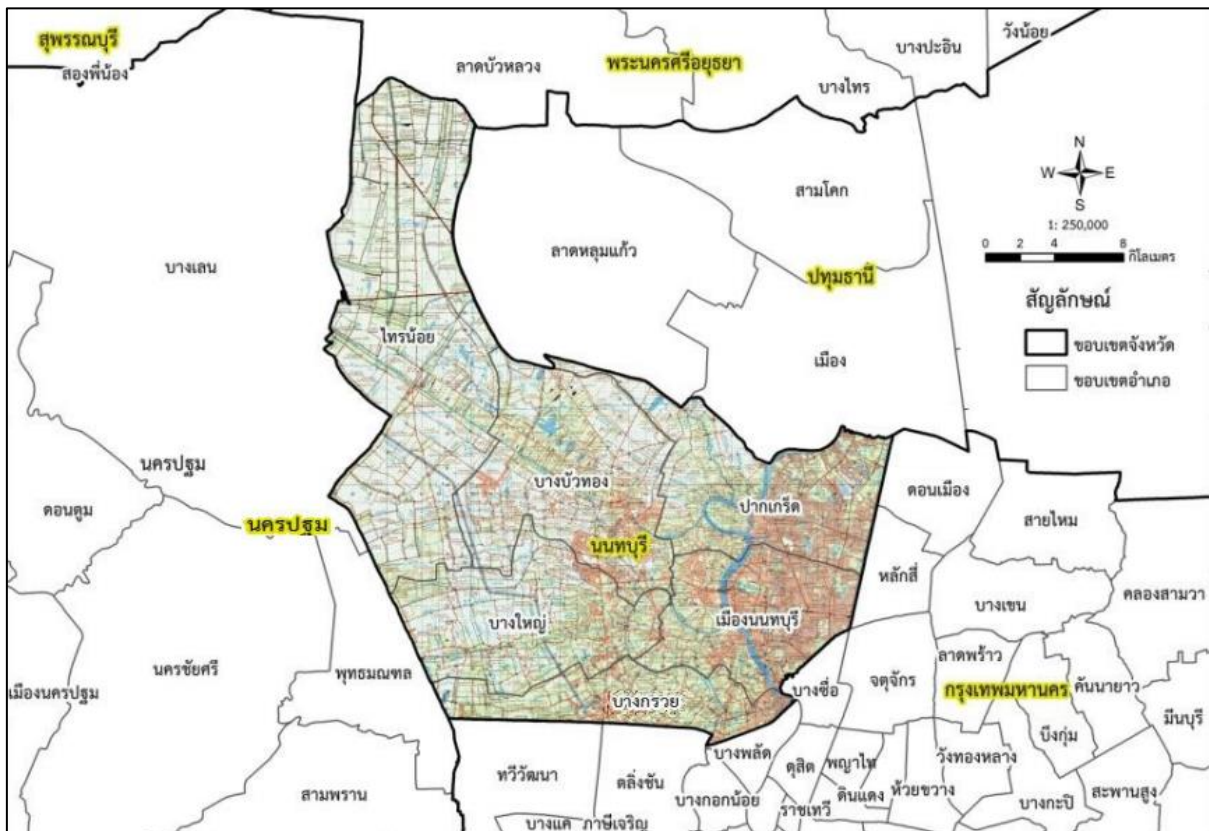 สุพรรณบุรี
สองพี่น้อง
ลาดบัวหลวง
พระนครศรีอยุธยา
บางไทร
บางปะอิน
วังน้อย
สามโคก
N
W E
S
1: 250,000
0 2 4 8
กิโลเมตร
สัญลักษณ์
ขอบเขตจังหวัด
ขอบเขตอำเภอ
บางเลน
ลาดหลุมแก้ว
ปทุมธานี
ไทรน้อย
เมือง
นครปฐม
ดอนตูม
นครปฐม
บางบัวทอง
ปากเกร็ด
ดอนเมือง
สายไหม
นนทบุรี
หลักสี่
บางเขน
คลองสามวา
บางใหญ่
เมืองนนทบุรี
นครชัยศรี
เมืองนครปฐม
พุทธมณฑล
บางกรวย
บางซื่อ
จตุจักร
ลาดพร้าว
กรุงเทพมหานคร
คันนายาว
มีนบุรี
บึงกุ่ม
สามพราน
ทวีวัฒนา
ตลิ่งชัน
บางพลัด
ดุสิต
พญาไท
วังทองหลาง
ห้วยขวาง
ดินแดง
สะพานสูง
บางกอกน้อย
ราชเทวี
บางกะปิ
บางแค
ภาษีเจริญ